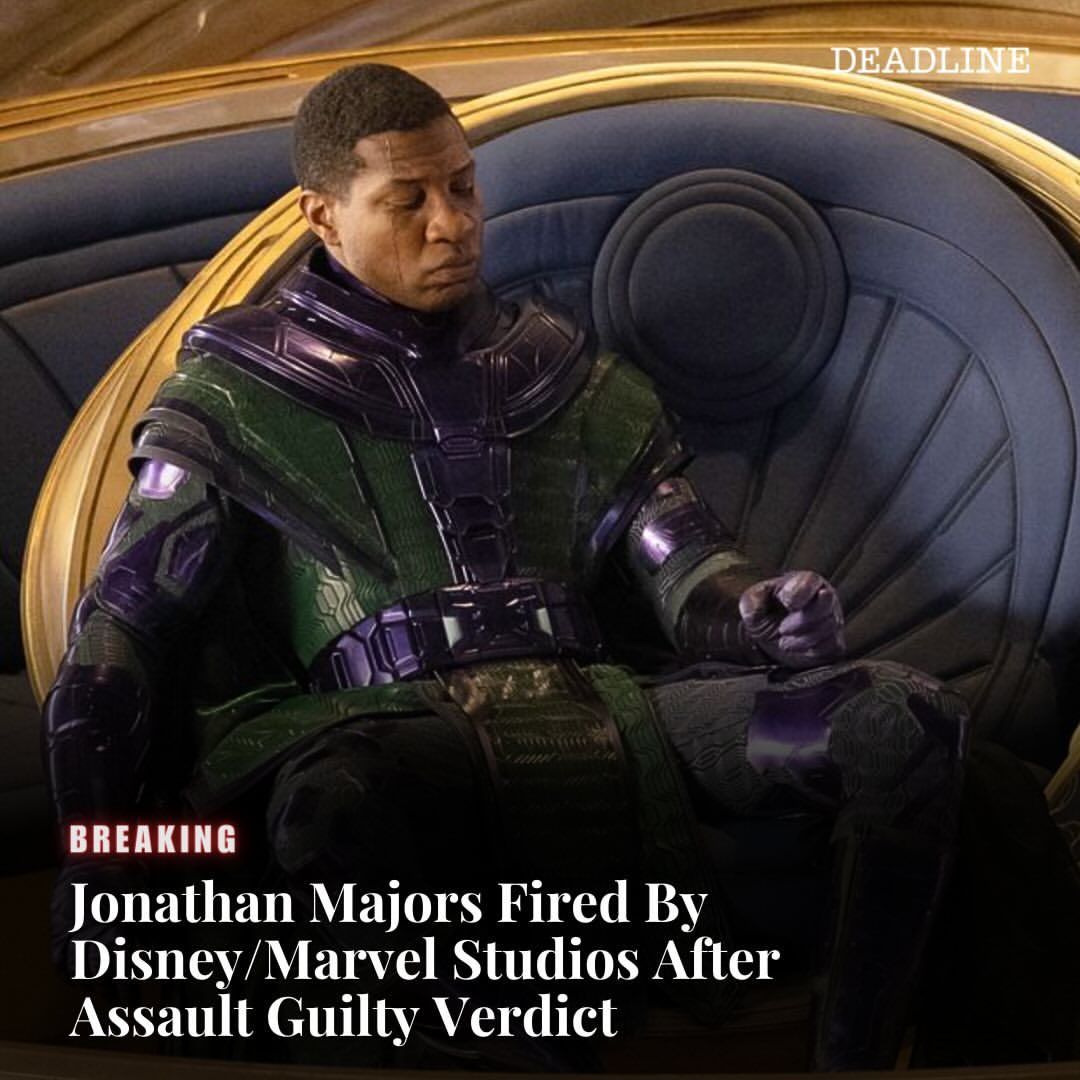 DEADLINE
BREAKING
Jonathan Majors Fired By
Disney/Marvel Studios After
Assault Guilty Verdict